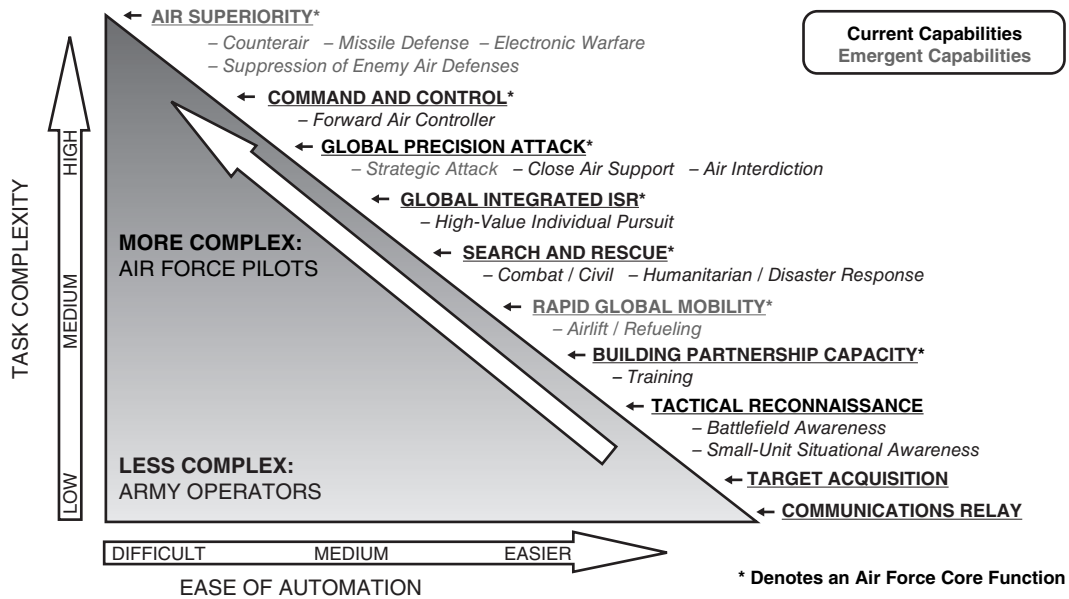 AIR SUPERIORITY*
– Counterair – Missile Defense – Electronic Warfare
– Suppression of Enemy Air Defenses
Current Capabilities
Emergent Capabilities
COMMAND AND CONTROL*
– Forward Air Controller
GLOBAL PRECISION ATTACK*
– Strategic Attack – Close Air Support – Air Interdiction
GLOBAL INTEGRATED ISR*
– High-Value Individual Pursuit
SEARCH AND RESCUE*
– Combat / Civil – Humanitarian / Disaster Response
RAPID GLOBAL MOBILITY*
– Airlift / Refueling
BUILDING PARTNERSHIP CAPACITY*
– Training
TACTICAL RECONNAISSANCE
– Battlefield Awareness
– Small-Unit Situational Awareness
TARGET ACQUISITION
COMMUNICATIONS RELAY
TASK COMPLEXITY
HIGH
MEDIUM
LOW
MORE COMPLEX:
AIR FORCE PILOTS
LESS COMPLEX:
ARMY OPERATORS
DIFFICULT MEDIUM EASIER
EASE OF AUTOMATION
* Denotes an Air Force Core Function